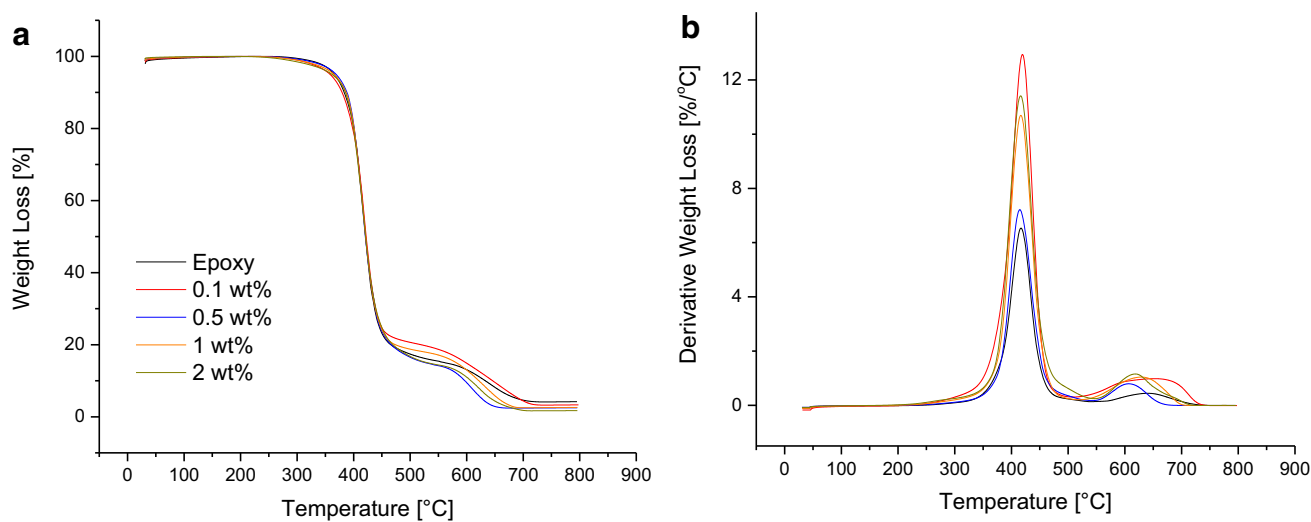 a
100
80
60
40
20
0
Weight Loss [%]
Epoxy
0.1 wt%
0.5 wt%
1 wt%
2 wt%
0 100 200 300 400 500 600 700 800 900
Temperature [°C]
b
12
8
4
0
Derivative Weight Loss [%/°C]
0 100 200 300 400 500 600 700 800 900
Temperature [°C]